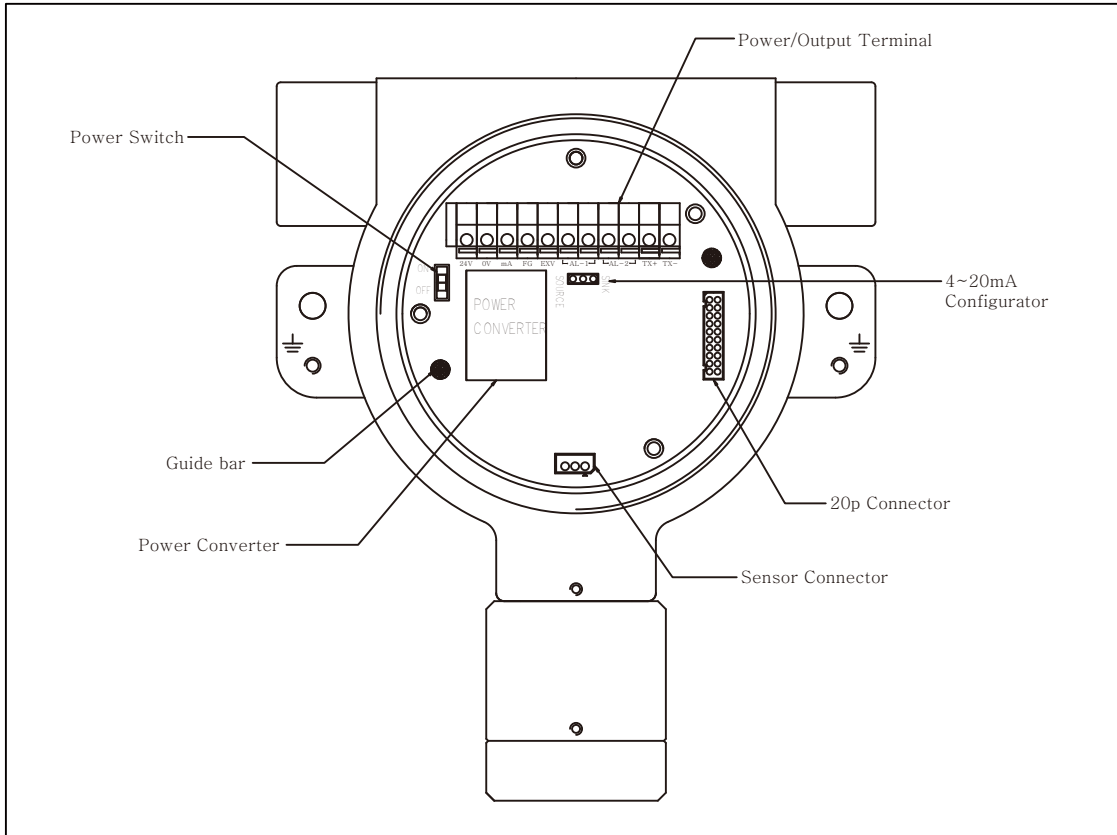 Power/Output Terminal
Power Switch
24V 0V mA FG EXV AL-1 AL-2 TX+ TX-
ON
OFF
SOURCE
SINK
4~20mA
Configurator
POWER
CONVERTER
Guide bar
20p Connector
Power Converter
Sensor Connector